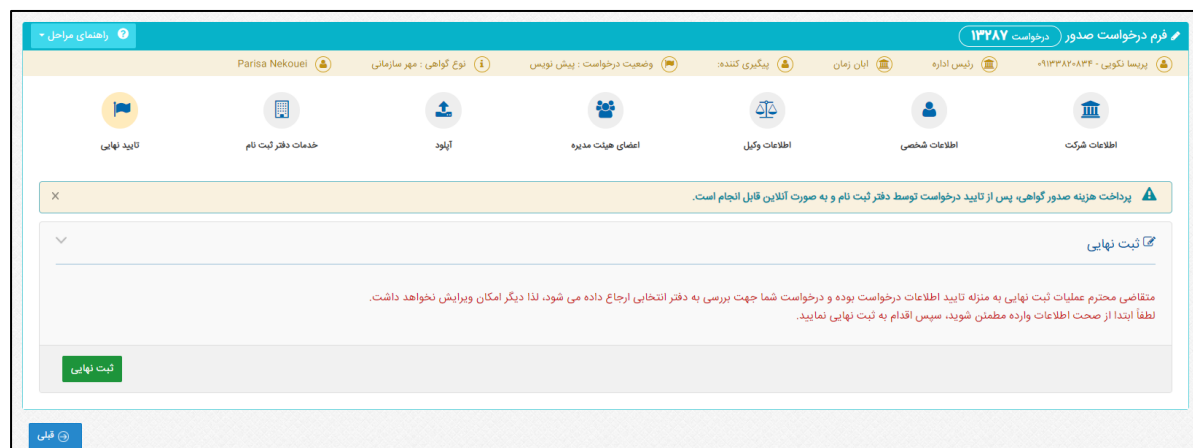 فرم درخواست صدور درخواست ۱۳۲۸۷
راهنمای مراحل
پریسا نکویی - ۰۹۱۳۳۸۲۰۸۳۴
رئیس اداره
ابان زمان
پیگیری کننده:
وضعیت درخواست : پیش نویس
نوع گواهی : مهر سازمانی
Parisa Nekouei
اطلاعات شرکت
اطلاعات شخصی
اطلاعات وکیل
اعضای هیئت مدیره
آپلود
خدمات دفتر ثبت نام
تایید نهایی
پرداخت هزینه صدور گواهی، پس از تایید درخواست توسط دفتر ثبت نام و به صورت آنلاین قابل انجام است.
ثبت نهایی
متقاضی محترم عملیات ثبت نهایی به منزله تایید اطلاعات درخواست بوده و درخواست شما جهت بررسی به دفتر انتخابی ارجاع داده می شود، لذا دیگر امکان ویرایش نخواهد داشت.
لطفاً ابتدا از صحت اطلاعات وارده مطمئن شوید، سپس اقدام به ثبت نهایی نمایید.
ثبت نهایی
قبلی